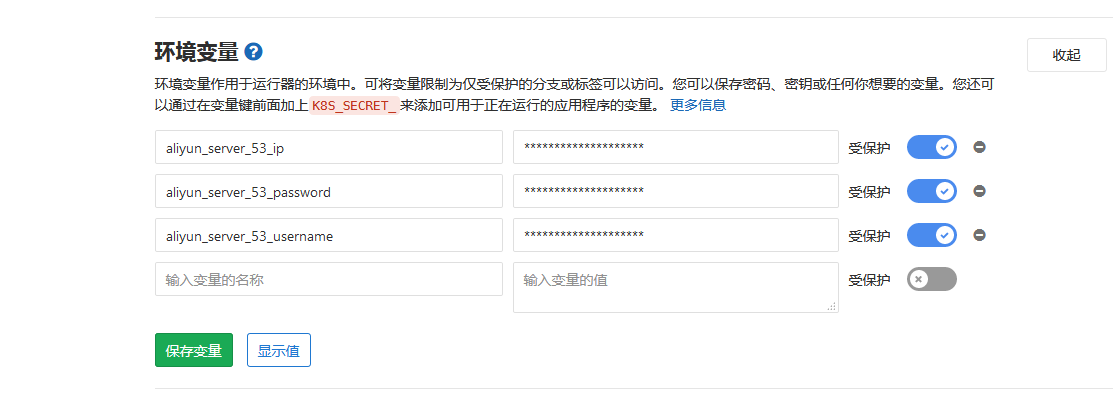 环境变量 ?
收起
环境变量作用于运行器的环境中。可将变量限制为仅受保护的分支或标签可以访问。您可以保存密码、密钥或任何你想要的变量。您还可
以通过在变量键前面加上 K8S_SECRET_ 来添加可用于正在运行的应用程序的变量。 更多信息
aliyun_server_53_ip ******************** 受保护
aliyun_server_53_password ******************** 受保护
aliyun_server_53_username ******************** 受保护
输入变量的名称 输入变量的值 受保护
保存变量 显示值